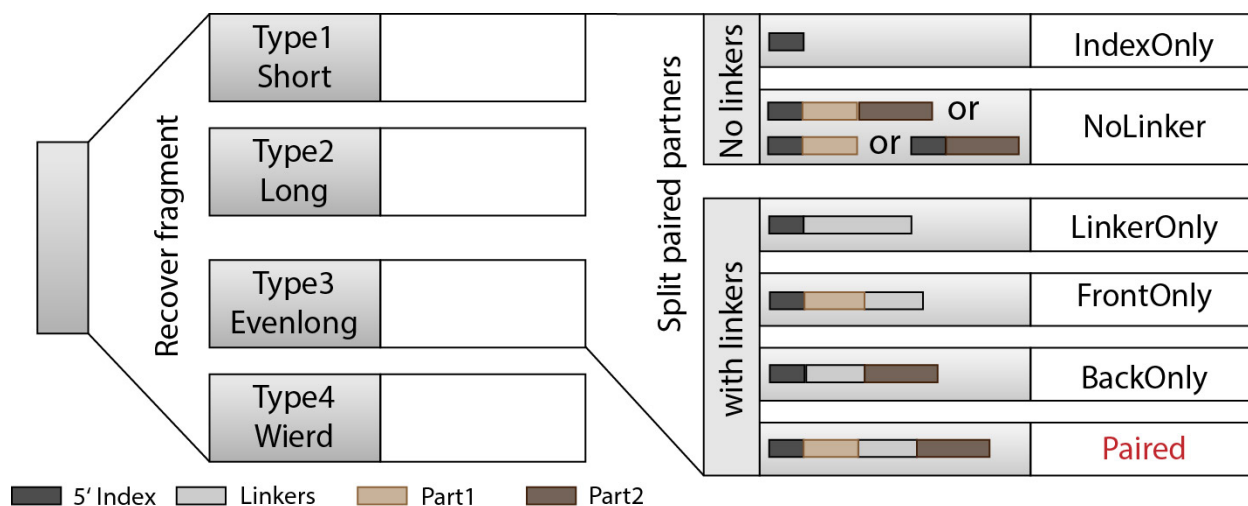 Recover fragment
Type1
Short
Type2
Long
Type3
Evenlong
Type4
Wierd
Split paired partners
No linkers
IndexOnly
or
or
NoLinker
with linkers
LinkerOnly
FrontOnly
BackOnly
Paired
5‘ Index
Linkers
Part1
Part2